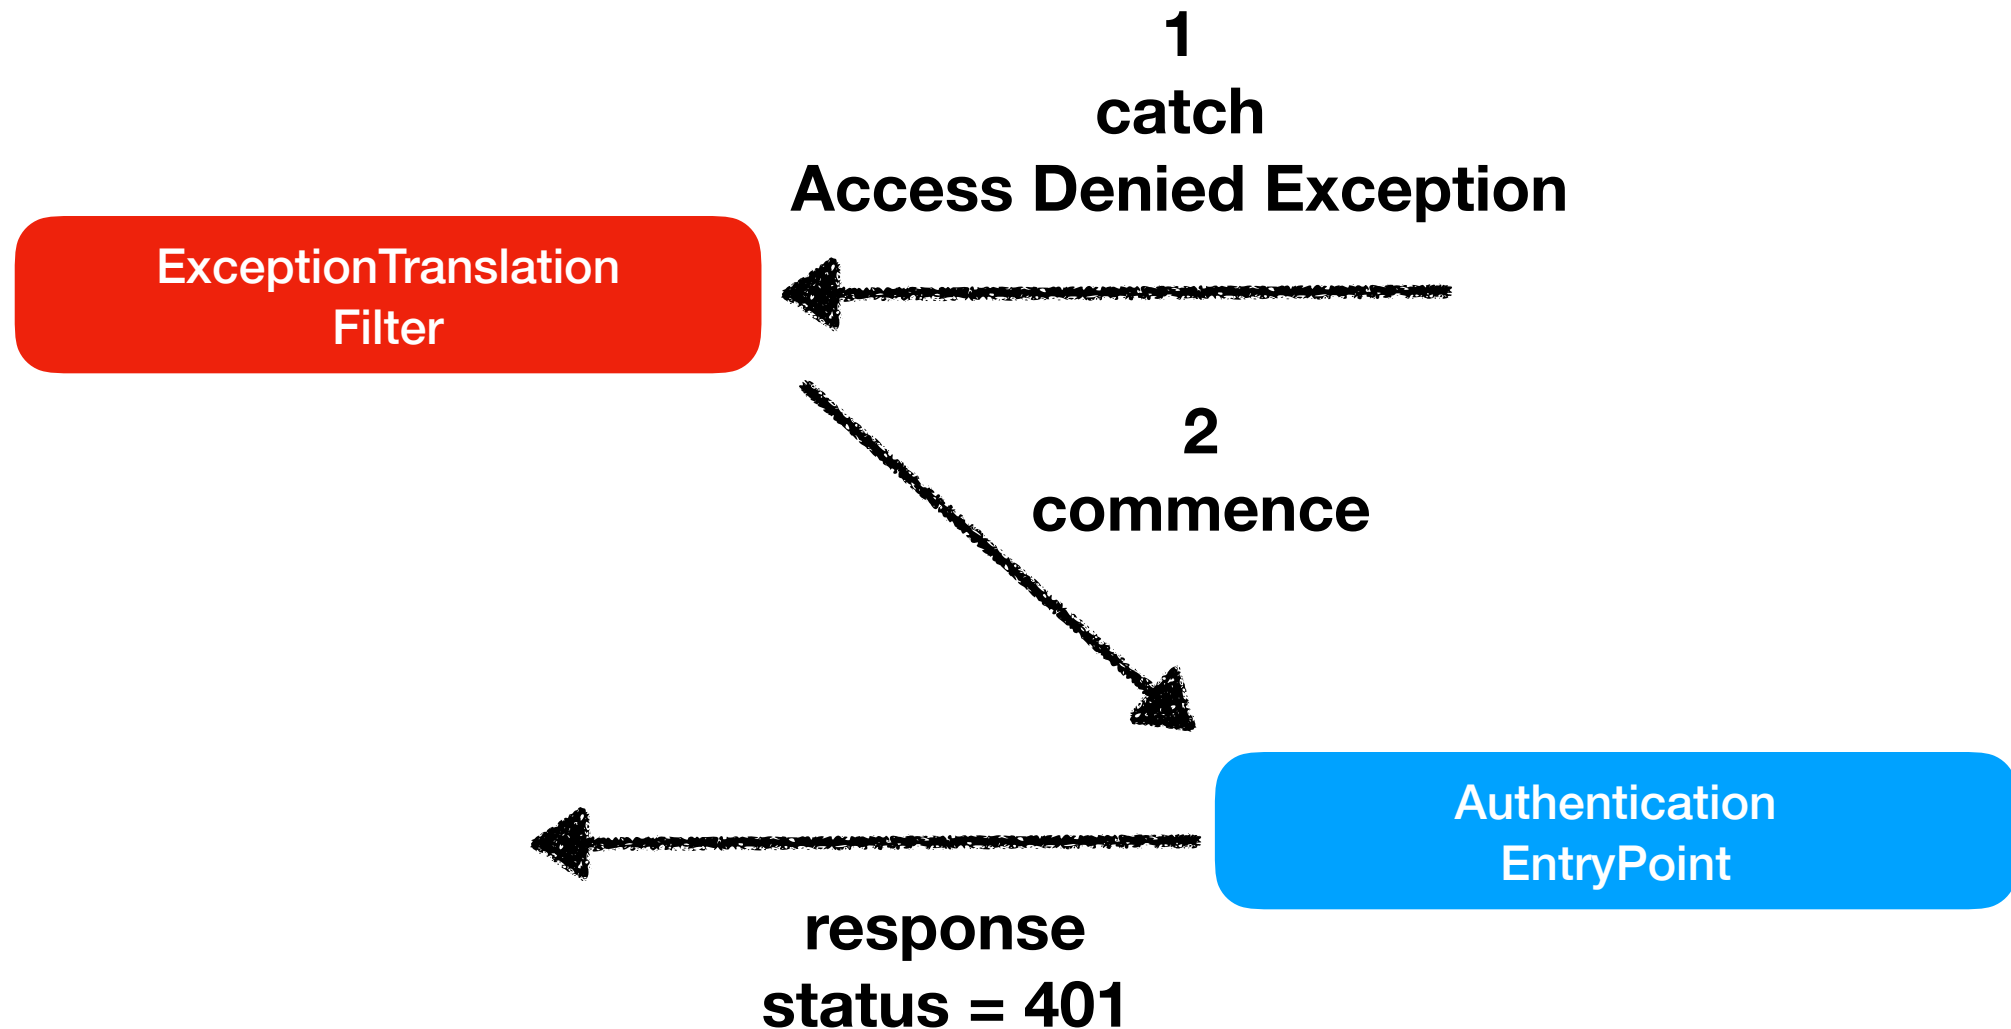 1
catch
Access Denied Exception
ExceptionTranslation
Filter
2
commence
Authentication
EntryPoint
response
status = 401